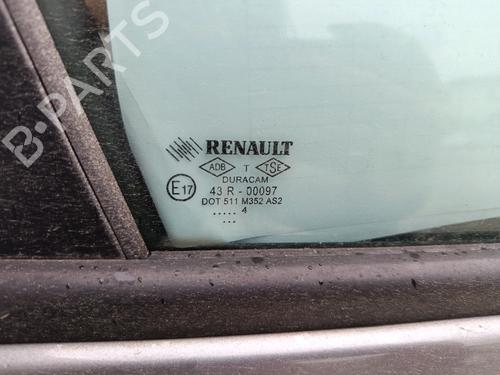 B-PARTS
RENAULT
ADB T TSE
DURACAM
E17 43 R - 00097
DOT 511 M352 AS2
..... 4
...